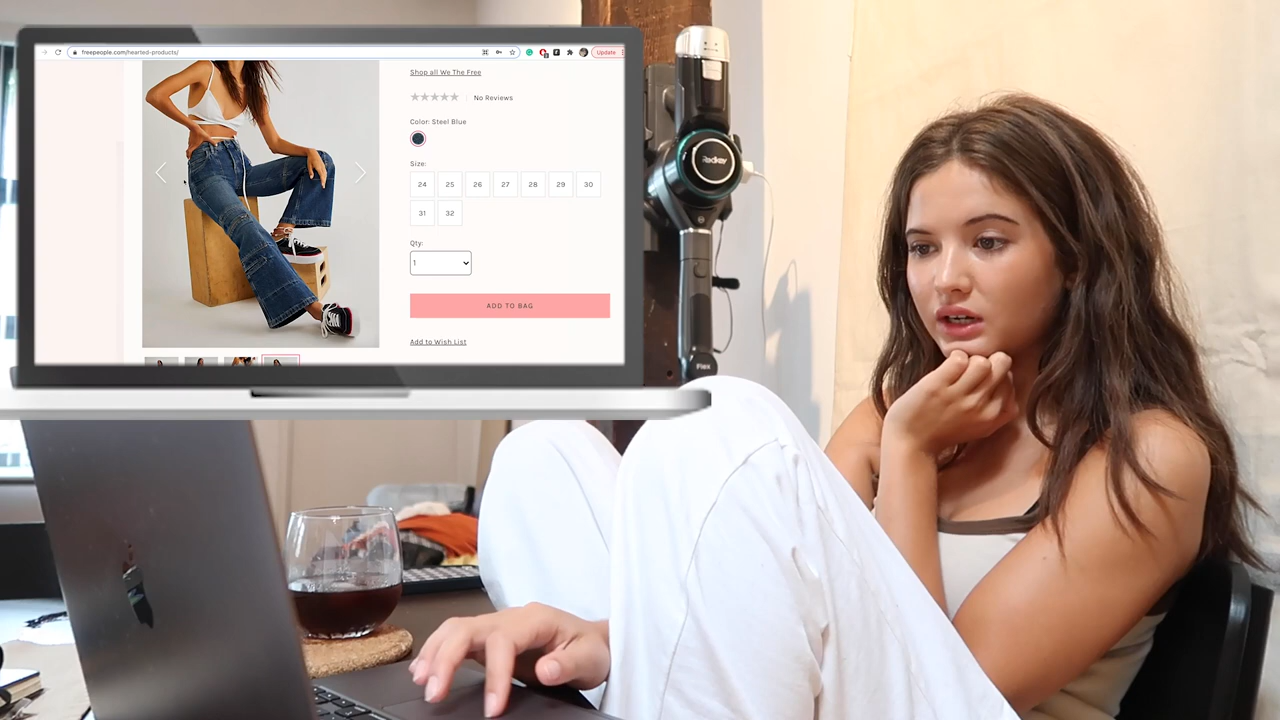 freepeople.com/hearted-products/
Update
Shop all We The Free
No Reviews
Color: Steel Blue
Size:
24 25 26 27 28 29 30
31 32
Qty:
1
ADD TO BAG
Add to Wish List
Redkey
Flex